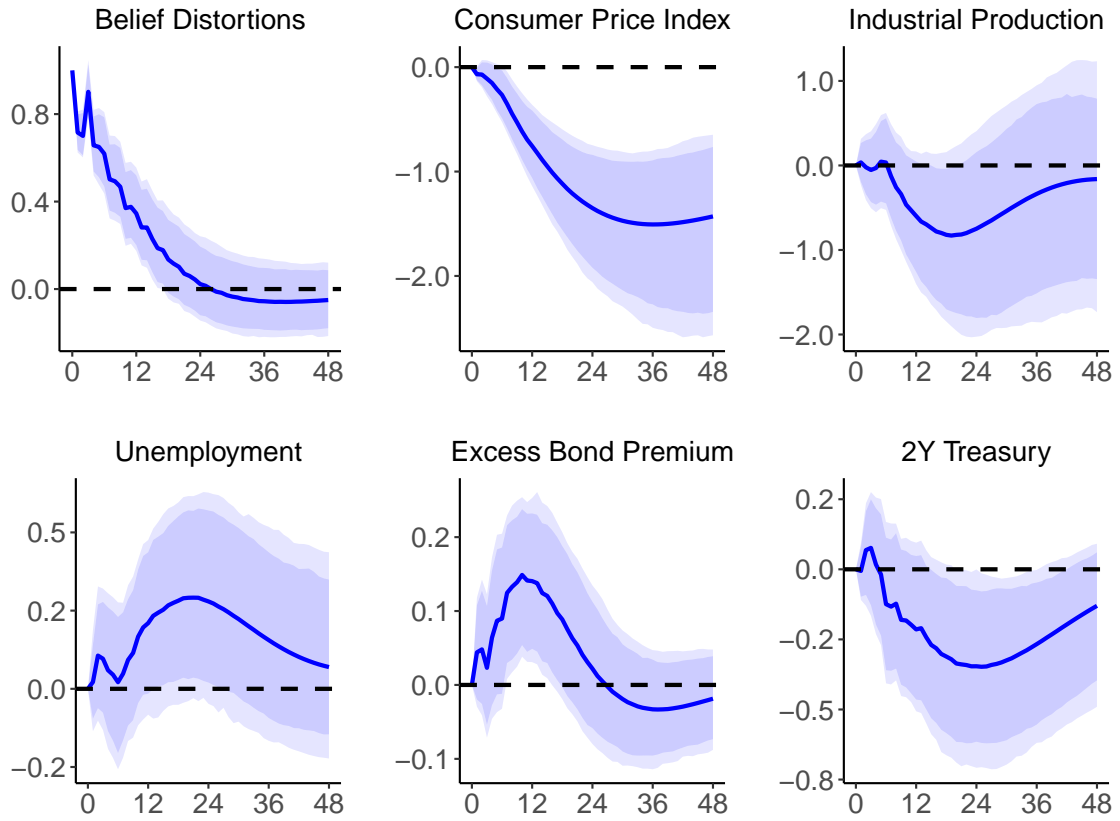 Belief Distortions Consumer Price Index Industrial Production
0.8
0.4
0.0
0 12 24 36 48
0.0
−1.0
−2.0
0 12 24 36 48
1.0
0.0
−1.0
−2.0
0 12 24 36 48
Unemployment Excess Bond Premium 2Y Treasury
0.5
0.2
0.0
−0.2
0 12 24 36 48
0.2
0.1
0.0
−0.1
0 12 24 36 48
0.2
0.0
−0.2
−0.5
−0.8
0 12 24 36 48